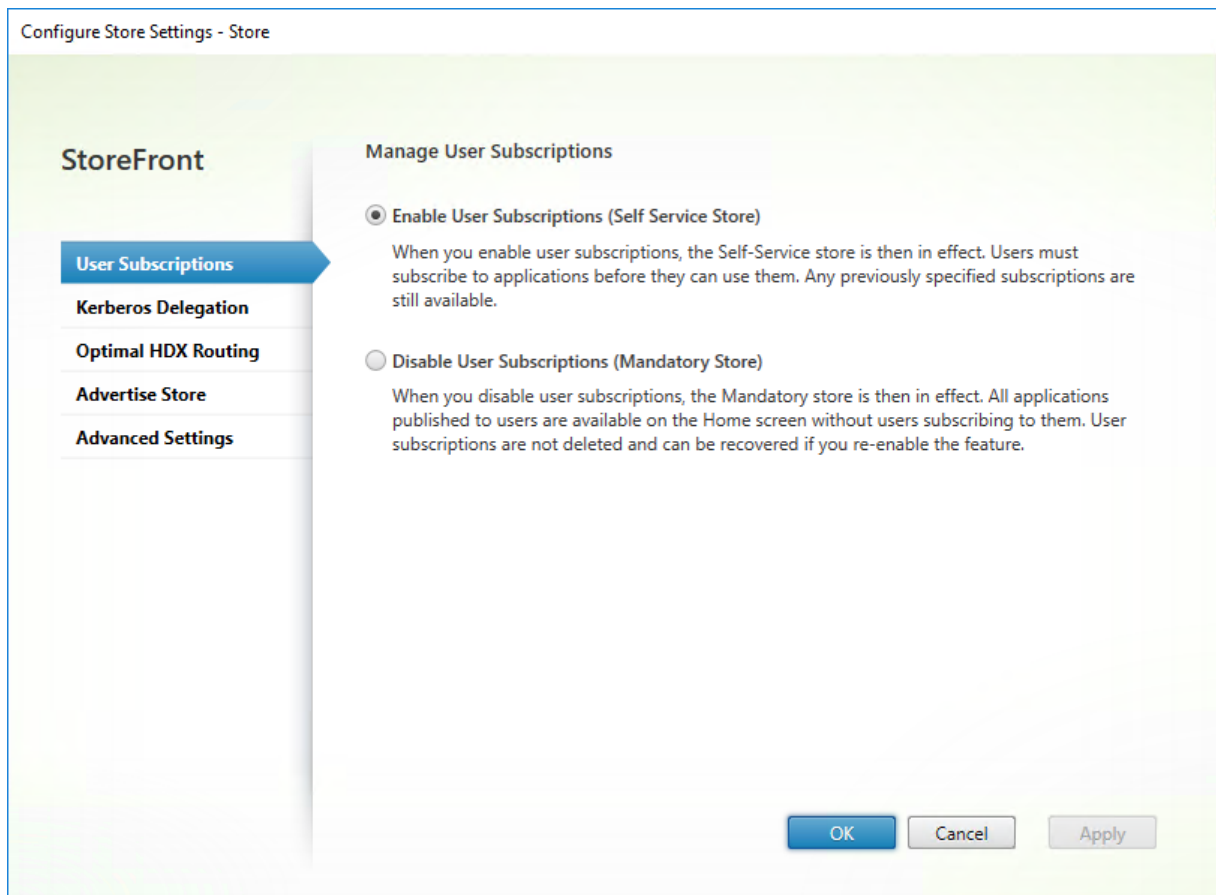 Configure Store Settings - Store
StoreFront
User Subscriptions
Kerberos Delegation
Optimal HDX Routing
Advertise Store
Advanced Settings
Manage User Subscriptions
Enable User Subscriptions (Self Service Store)
When you enable user subscriptions, the Self-Service store is then in effect. Users must
subscribe to applications before they can use them. Any previously specified subscriptions are
still available.
Disable User Subscriptions (Mandatory Store)
When you disable user subscriptions, the Mandatory store is then in effect. All applications
published to users are available on the Home screen without users subscribing to them. User
subscriptions are not deleted and can be recovered if you re-enable the feature.
OK
Cancel
Apply